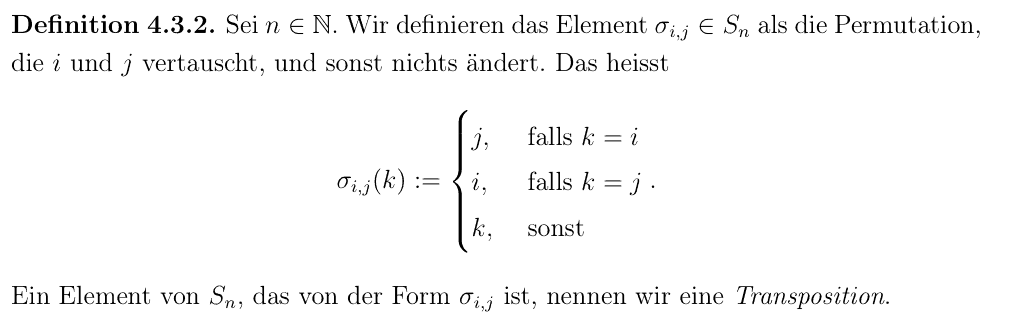 Definition 4.3.2. Sei n ∈ ℕ. Wir definieren das Element σ_{i,j} ∈ S_n als die Permutation,
die i und j vertauscht, und sonst nichts ändert. Das heisst
σ_{i,j}(k) := { j, falls k = i
i, falls k = j .
k, sonst
Ein Element von S_n, das von der Form σ_{i,j} ist, nennen wir eine Transposition.